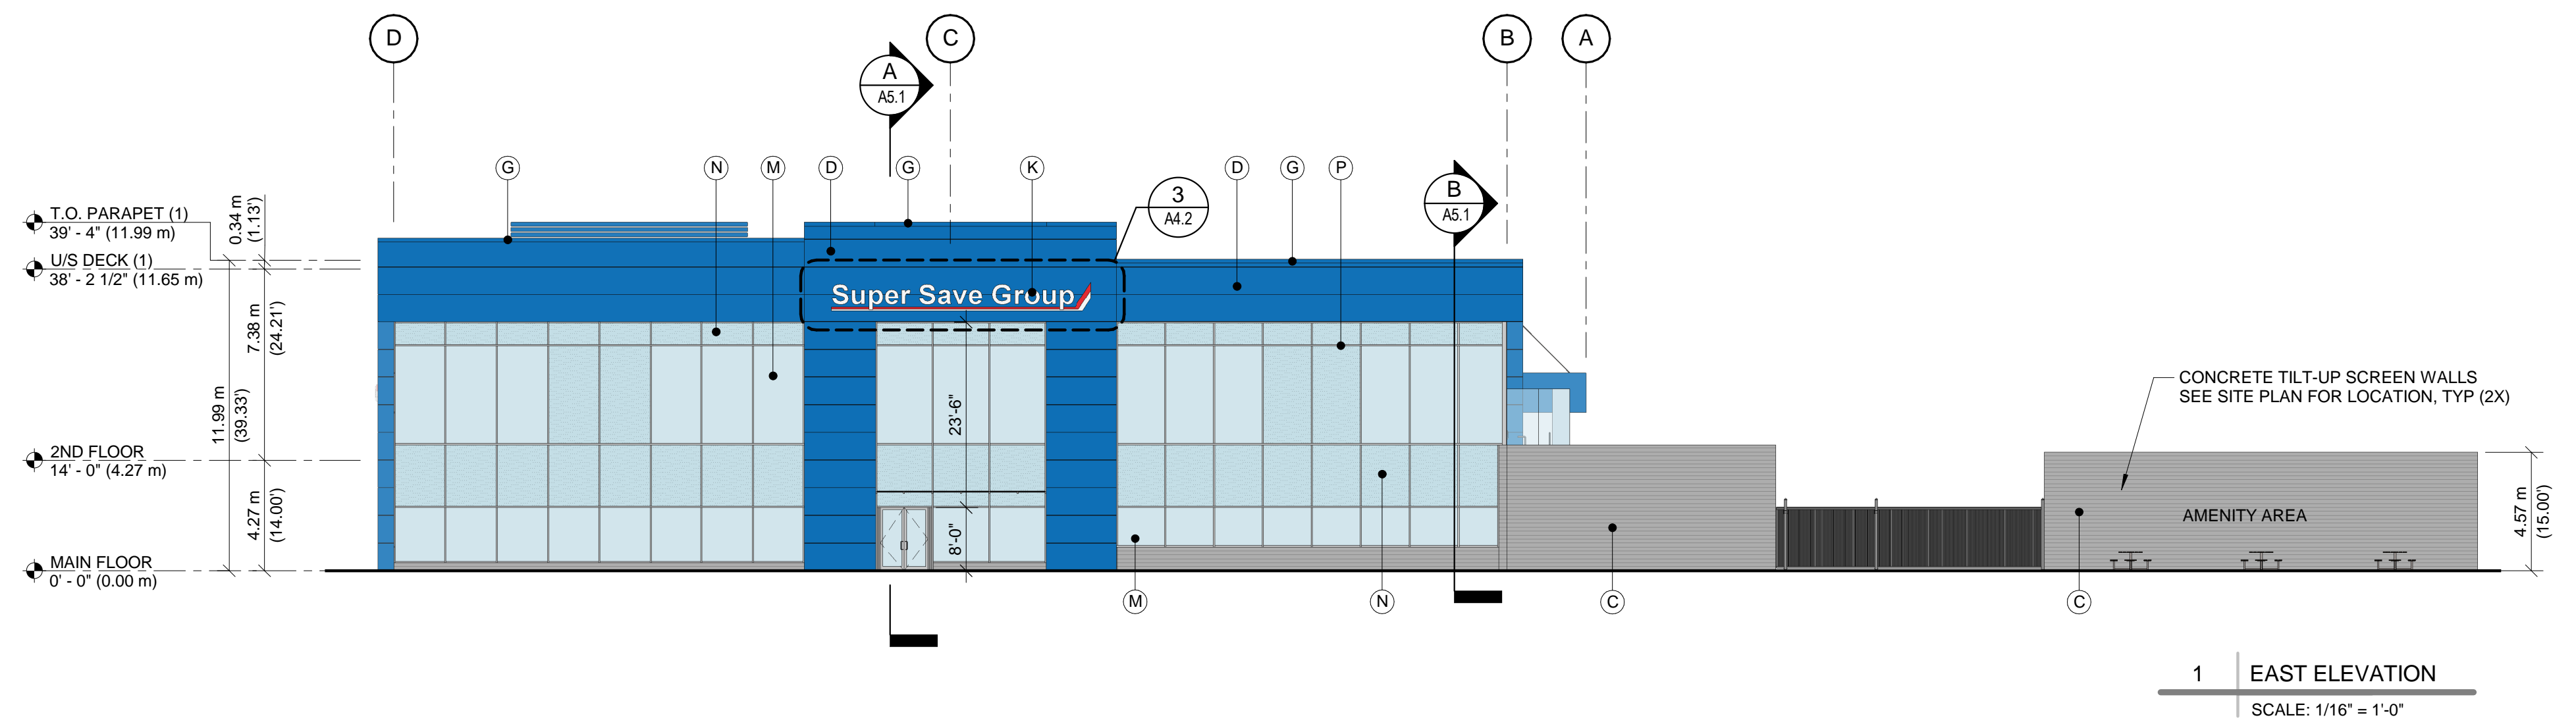 D
C
B
A
A
A5.1
G
N
M
D
G
K
3
A4.2
D
G
P
B
A5.1
T.O. PARAPET (1)
39' - 4" (11.99 m)
0.34 m
(1.13')
U/S DECK (1)
38' - 2 1/2" (11.65 m)
Super Save Group
7.38 m
(24.21')
11.99 m
(39.33')
23'-6"
CONCRETE TILT-UP SCREEN WALLS
SEE SITE PLAN FOR LOCATION, TYP (2X)
2ND FLOOR
14' - 0" (4.27 m)
4.27 m
(14.00')
8'-0"
AMENITY AREA
4.57 m
(15.00')
MAIN FLOOR
0' - 0" (0.00 m)
M
N
C
C
1
EAST ELEVATION
SCALE: 1/16" = 1'-0"